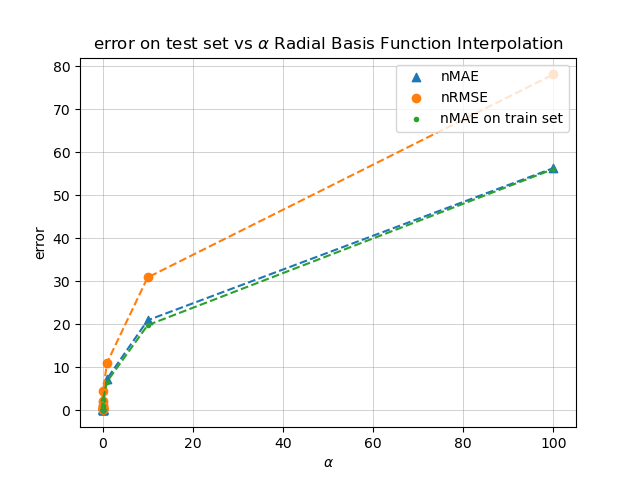 error on test set vs α Radial Basis Function Interpolation
nMAE
nRMSE
nMAE on train set
80
70
60
50
40
30
20
10
0
error
0 20 40 60 80 100
α